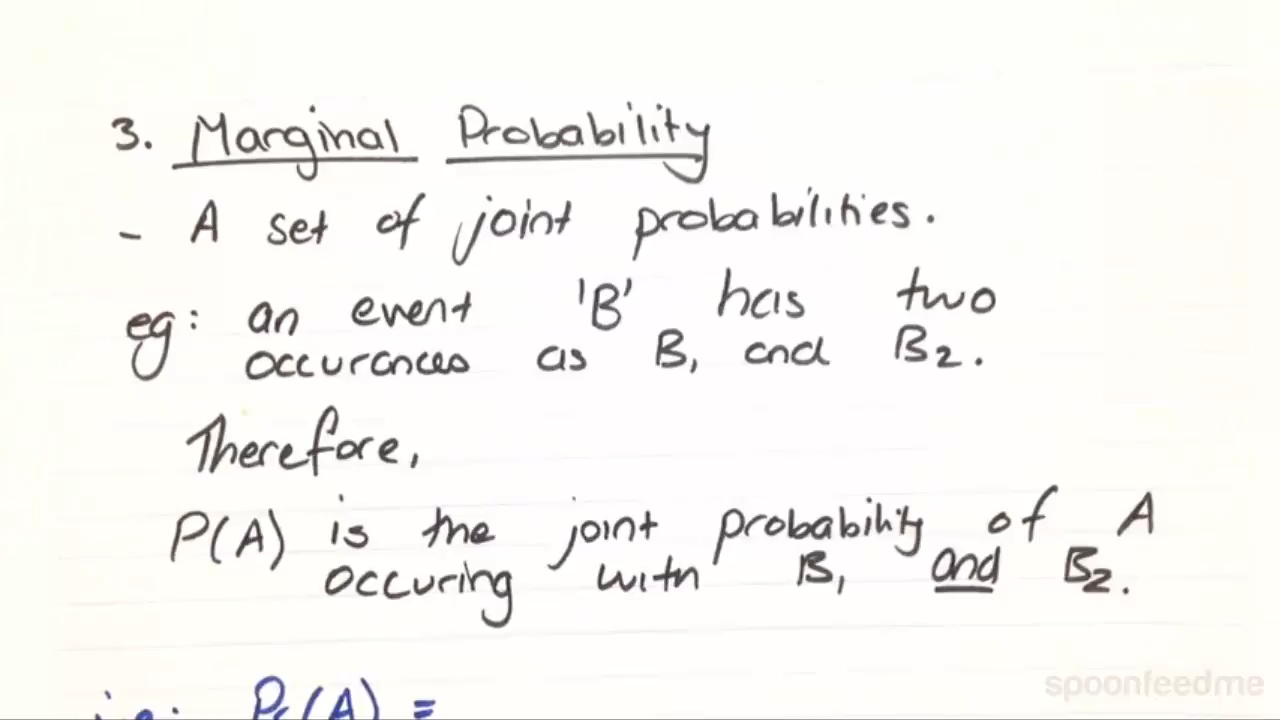 3. Marginal Probability
- A set of joint probabilities.
eg: an event 'B' has two
occurances as B₁ and B₂.
Therefore,
P(A) is the joint probability of A
occuring with B₁ and B₂.
i.e: Pr(A) =
spoonfeedme